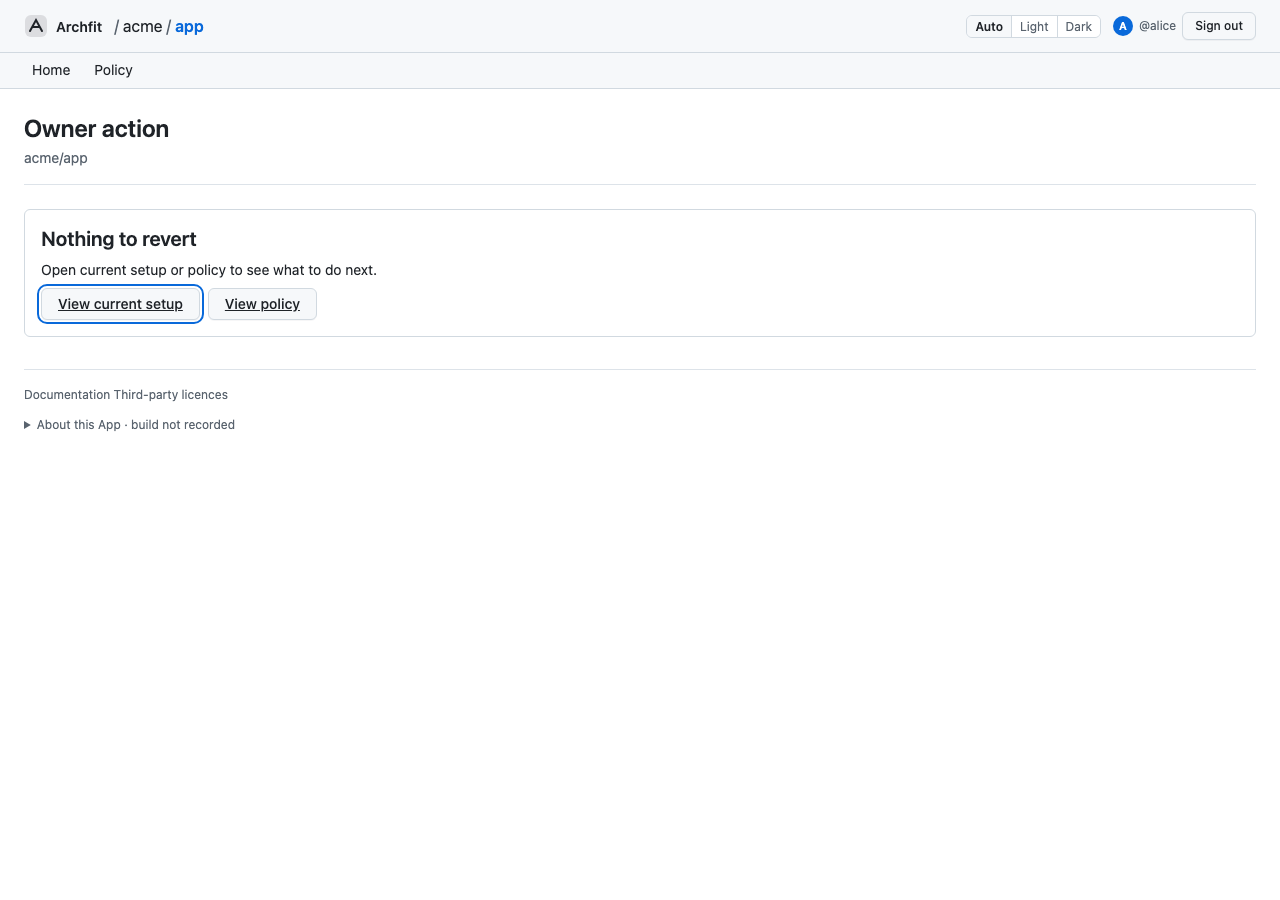 Archfit / acme / app
Auto Light Dark A @alice Sign out
Home Policy
Owner action
acme/app
Nothing to revert
Open current setup or policy to see what to do next.
View current setup View policy
Documentation Third-party licences
About this App · build not recorded